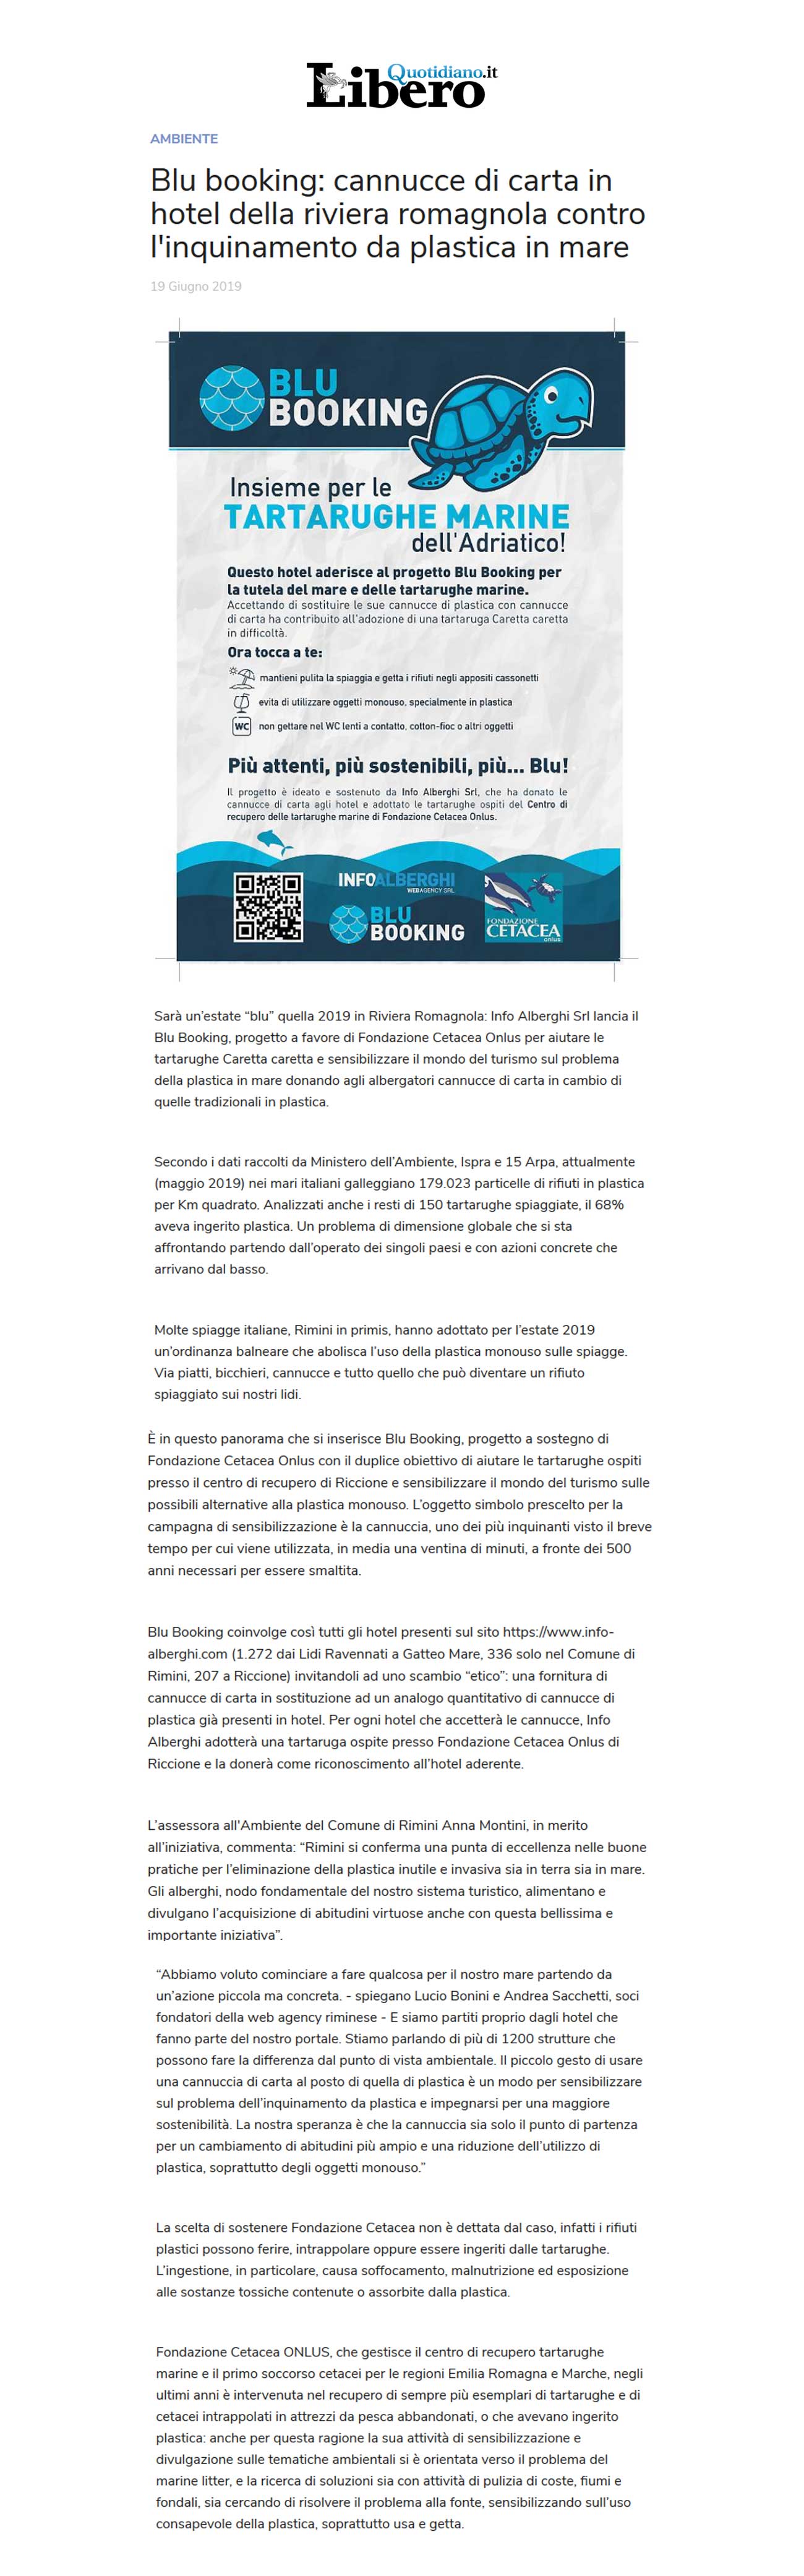 Libero Quotidiano.it
AMBIENTE
Blu booking: cannucce di carta in
hotel della riviera romagnola contro
l'inquinamento da plastica in mare
19 Giugno 2019
BLU
BOOKING
Insieme per le
TARTARUGHE MARINE
dell'Adriatico!
Questo hotel aderisce al progetto Blu Booking per
la tutela del mare e delle tartarughe marine.
Accettando di sostituire le sue cannucce di plastica con cannucce
di carta ha contribuito all'adozione di una tartaruga Caretta caretta
in difficoltà.
Ora tocca a te:
mantieni pulita la spiaggia e getta i rifiuti negli appositi cassonetti
evita di utilizzare oggetti monouso, specialmente in plastica
WC non gettare nel WC lenti a contatto, cotton-fioc o altri oggetti
Più attenti, più sostenibili, più... Blu!
Il progetto è ideato e sostenuto da Info Alberghi Srl, che ha donato le
cannucce di carta agli hotel e adottato le tartarughe ospiti del Centro di
recupero delle tartarughe marine di Fondazione Cetacea Onlus.
INFOALBERGHI
WEBAGENCY SRL
BLU
BOOKING
FONDAZIONE
CETACEA
onlus
Sarà un'estate “blu” quella 2019 in Riviera Romagnola: Info Alberghi Srl lancia il
Blu Booking, progetto a favore di Fondazione Cetacea Onlus per aiutare le
tartarughe Caretta caretta e sensibilizzare il mondo del turismo sul problema
della plastica in mare donando agli albergatori cannucce di carta in cambio di
quelle tradizionali in plastica.
Secondo i dati raccolti da Ministero dell'Ambiente, Ispra e 15 Arpa, attualmente
(maggio 2019) nei mari italiani galleggiano 179.023 particelle di rifiuti in plastica
per Km quadrato. Analizzati anche i resti di 150 tartarughe spiaggiate, il 68%
aveva ingerito plastica. Un problema di dimensione globale che si sta
affrontando partendo dall'operato dei singoli paesi e con azioni concrete che
arrivano dal basso.
Molte spiagge italiane, Rimini in primis, hanno adottato per l'estate 2019
un'ordinanza balneare che abolisca l'uso della plastica monouso sulle spiagge.
Via piatti, bicchieri, cannucce e tutto quello che può diventare un rifiuto
spiaggiato sui nostri lidi.
È in questo panorama che si inserisce Blu Booking, progetto a sostegno di
Fondazione Cetacea Onlus con il duplice obiettivo di aiutare le tartarughe ospiti
presso il centro di recupero di Riccione e sensibilizzare il mondo del turismo sulle
possibili alternative alla plastica monouso. L'oggetto simbolo prescelto per la
campagna di sensibilizzazione è la cannuccia, uno dei più inquinanti visto il breve
tempo per cui viene utilizzata, in media una ventina di minuti, a fronte dei 500
anni necessari per essere smaltita.
Blu Booking coinvolge così tutti gli hotel presenti sul sito https://www.info-
alberghi.com (1.272 dai Lidi Ravennati a Gatteo Mare, 336 solo nel Comune di
Rimini, 207 a Riccione) invitandoli ad uno scambio “etico”: una fornitura di
cannucce di carta in sostituzione ad un analogo quantitativo di cannucce di
plastica già presenti in hotel. Per ogni hotel che accetterà le cannucce, Info
Alberghi adotterà una tartaruga ospite presso Fondazione Cetacea Onlus di
Riccione e la donerà come riconoscimento all'hotel aderente.
L'assessora all'Ambiente del Comune di Rimini Anna Montini, in merito
all'iniziativa, commenta: “Rimini si conferma una punta di eccellenza nelle buone
pratiche per l'eliminazione della plastica inutile e invasiva sia in terra sia in mare.
Gli alberghi, nodo fondamentale del nostro sistema turistico, alimentano e
divulgano l'acquisizione di abitudini virtuose anche con questa bellissima e
importante iniziativa”.
“Abbiamo voluto cominciare a fare qualcosa per il nostro mare partendo da
un'azione piccola ma concreta. - spiegano Lucio Bonini e Andrea Sacchetti, soci
fondatori della web agency riminese - E siamo partiti proprio dagli hotel che
fanno parte del nostro portale. Stiamo parlando di più di 1200 strutture che
possono fare la differenza dal punto di vista ambientale. Il piccolo gesto di usare
una cannuccia di carta al posto di quella di plastica è un modo per sensibilizzare
sul problema dell'inquinamento da plastica e impegnarsi per una maggiore
sostenibilità. La nostra speranza è che la cannuccia sia solo il punto di partenza
per un cambiamento di abitudini più ampio e una riduzione dell'utilizzo di
plastica, soprattutto degli oggetti monouso.”
La scelta di sostenere Fondazione Cetacea non è dettata dal caso, infatti i rifiuti
plastici possono ferire, intrappolare oppure essere ingeriti dalle tartarughe.
L'ingestione, in particolare, causa soffocamento, malnutrizione ed esposizione
alle sostanze tossiche contenute o assorbite dalla plastica.
Fondazione Cetacea ONLUS, che gestisce il centro di recupero tartarughe
marine e il primo soccorso cetacei per le regioni Emilia Romagna e Marche, negli
ultimi anni è intervenuta nel recupero di sempre più esemplari di tartarughe e di
cetacei intrappolati in attrezzi da pesca abbandonati, o che avevano ingerito
plastica: anche per questa ragione la sua attività di sensibilizzazione e
divulgazione sulle tematiche ambientali si è orientata verso il problema del
marine litter, e la ricerca di soluzioni sia con attività di pulizia di coste, fiumi e
fondali, sia cercando di risolvere il problema alla fonte, sensibilizzando sull'uso
consapevole della plastica, soprattutto usa e getta.